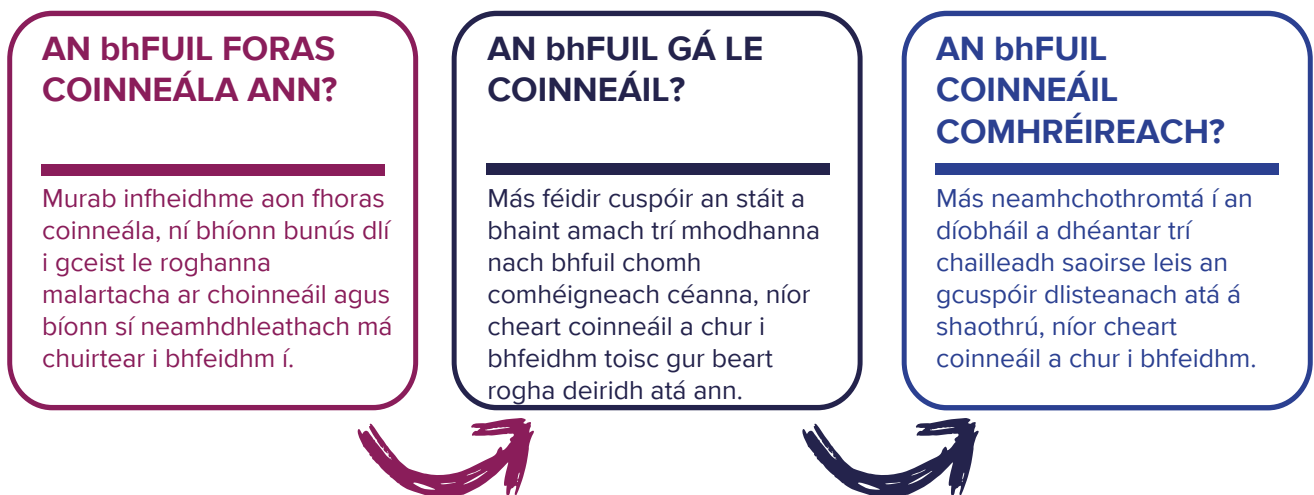 AN bhFUIL FORAS
COINNEÁLA ANN?
Murab infheidhme aon fhoras
coinneála, ní bhíonn bunús dlí
i gceist le roghanna
malartacha ar choinneáil agus
bíonn sí neamhdhleathach má
chuirtear i bhfeidhm í.
AN bhFUIL GÁ LE
COINNEÁIL?
Más féidir cuspóir an stáit a
bhaint amach trí mhodhanna
nach bhfuil chomh
comhéigneach céanna, níor
cheart coinneáil a chur i
bhfeidhm toisc gur beart
rogha deiridh atá ann.
AN bhFUIL
COINNEÁIL
COMHRÉIREACH?
Más neamhchothromtá í an
díobháil a dhéantar trí
chailleadh saoirse leis an
gcuspóir dlisteanach atá á
shaothrú, níor cheart
coinneáil a chur i bhfeidhm.